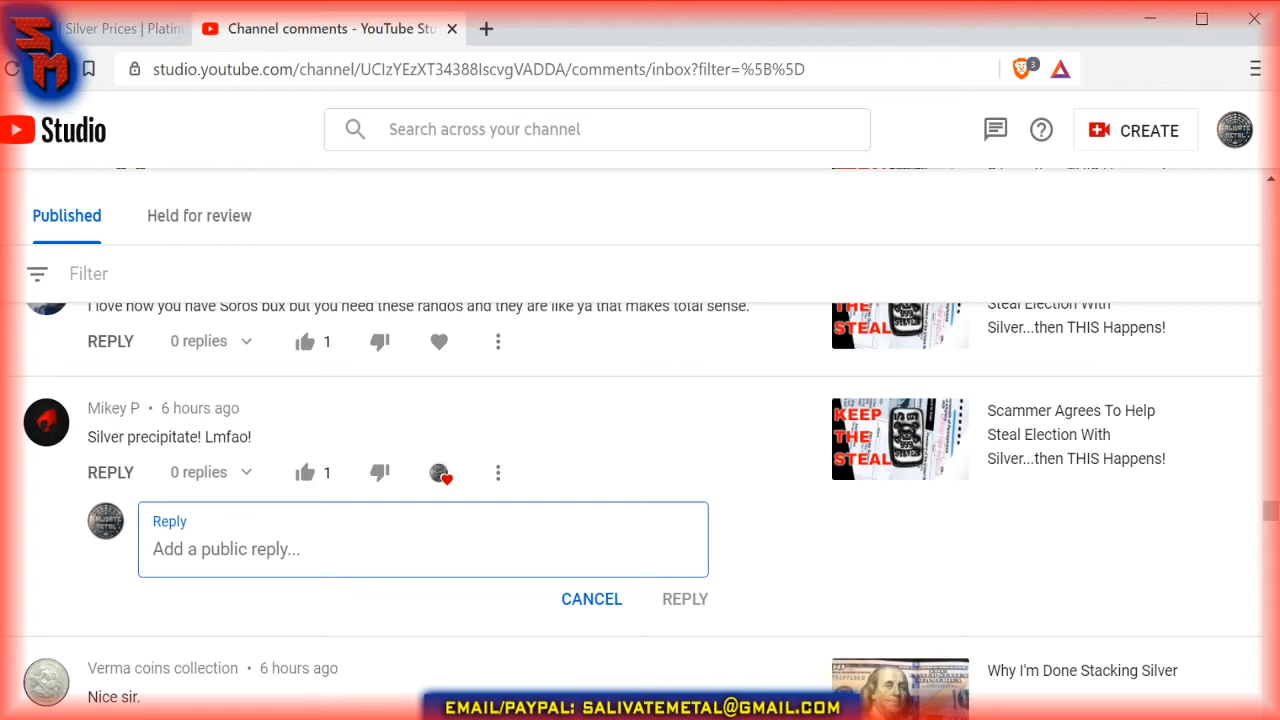 SM
Silver Prices | Platin
Channel comments - YouTube Stu
studio.youtube.com/channel/UCIzYEzXT34388IscvgVADDA/comments/inbox?filter=%5B%5D
3
Studio
Search across your channel
CREATE
Published
Held for review
Filter
I love how you have Soros bux but you need these randos and they are like ya that makes total sense.
REPLY
0 replies
1
THE
STEAL
Steal Election With
Silver...then THIS Happens!
Mikey P • 6 hours ago
Silver precipitate! Lmfao!
REPLY
0 replies
1
KEEP
THE
STEAL
Scammer Agrees To Help
Steal Election With
Silver...then THIS Happens!
Reply
Add a public reply...
CANCEL
REPLY
Verma coins collection • 6 hours ago
Nice sir.
Why I'm Done Stacking Silver
EMAIL/PAYPAL: SALIVATEMETAL@GMAIL.COM